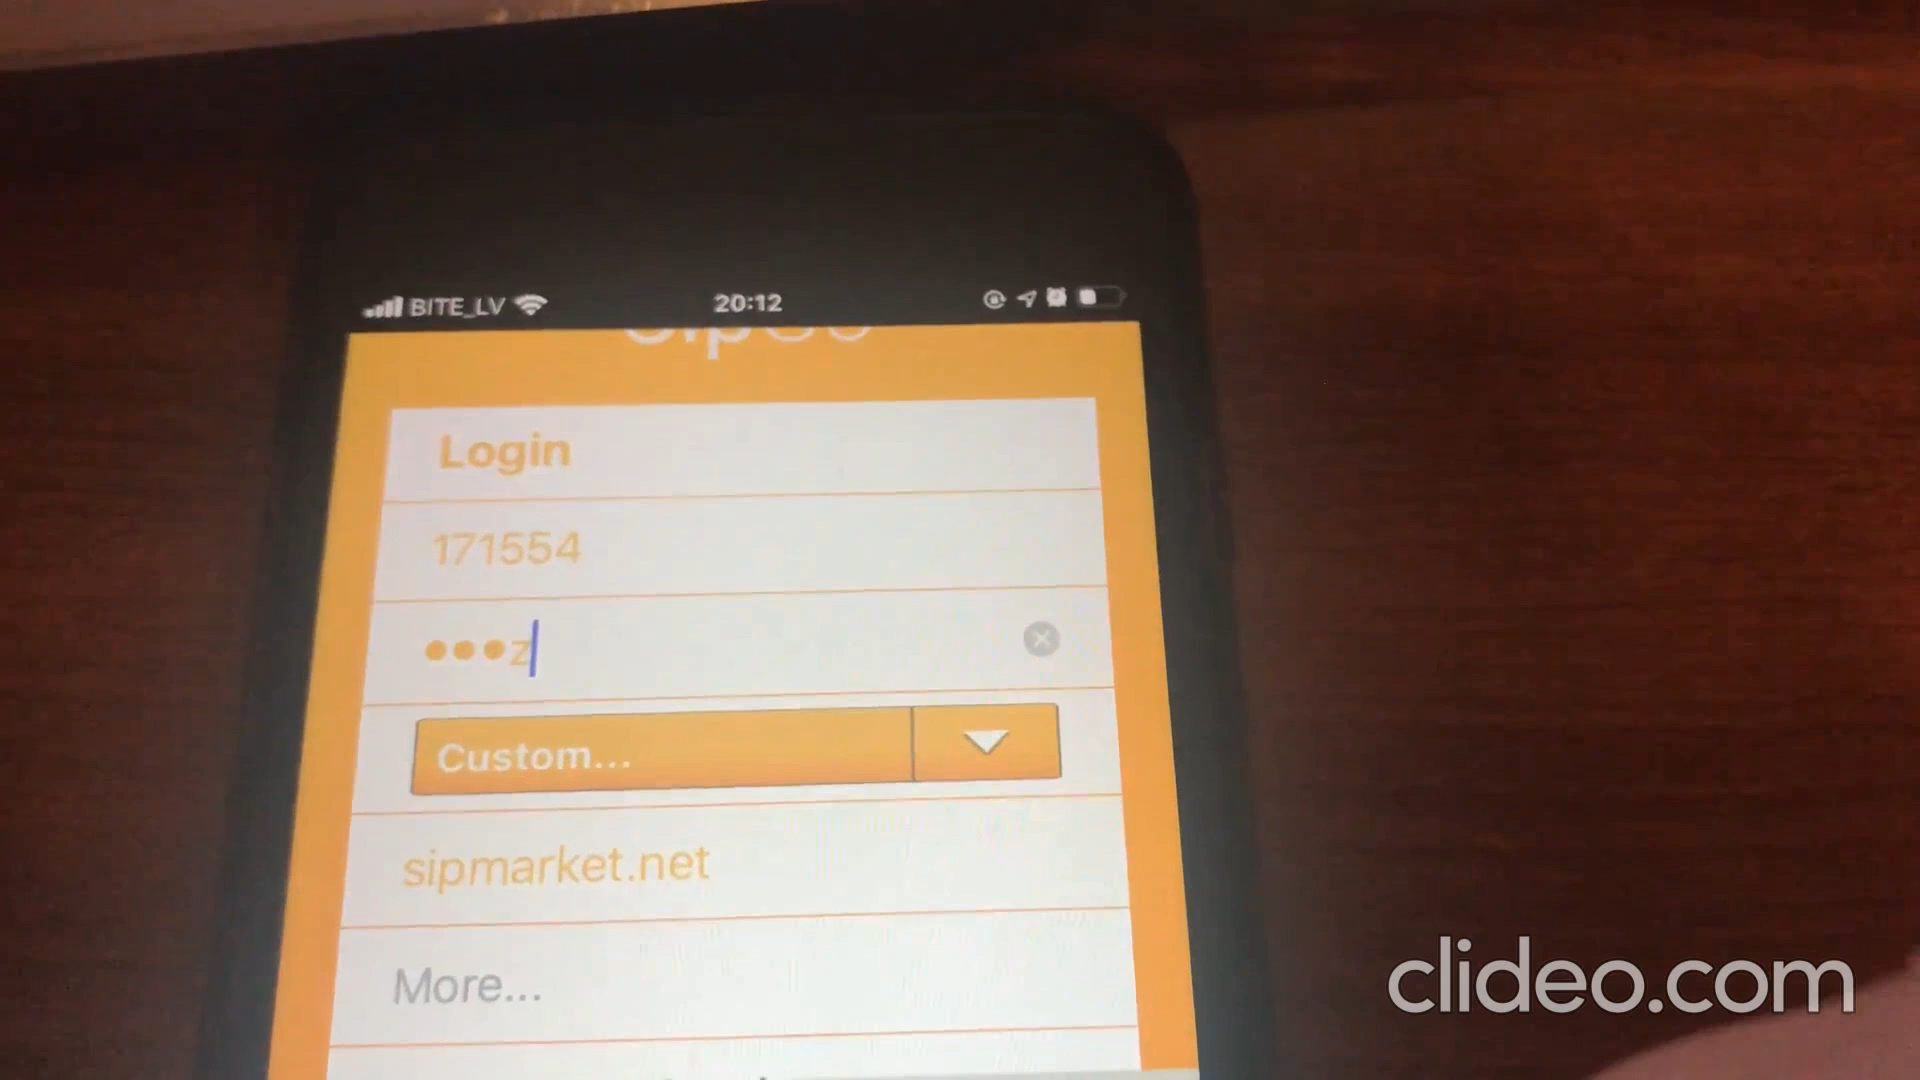 BITE_LV 20:12
Login
171554
•••z
Custom...
sipmarket.net
More...
clideo.com